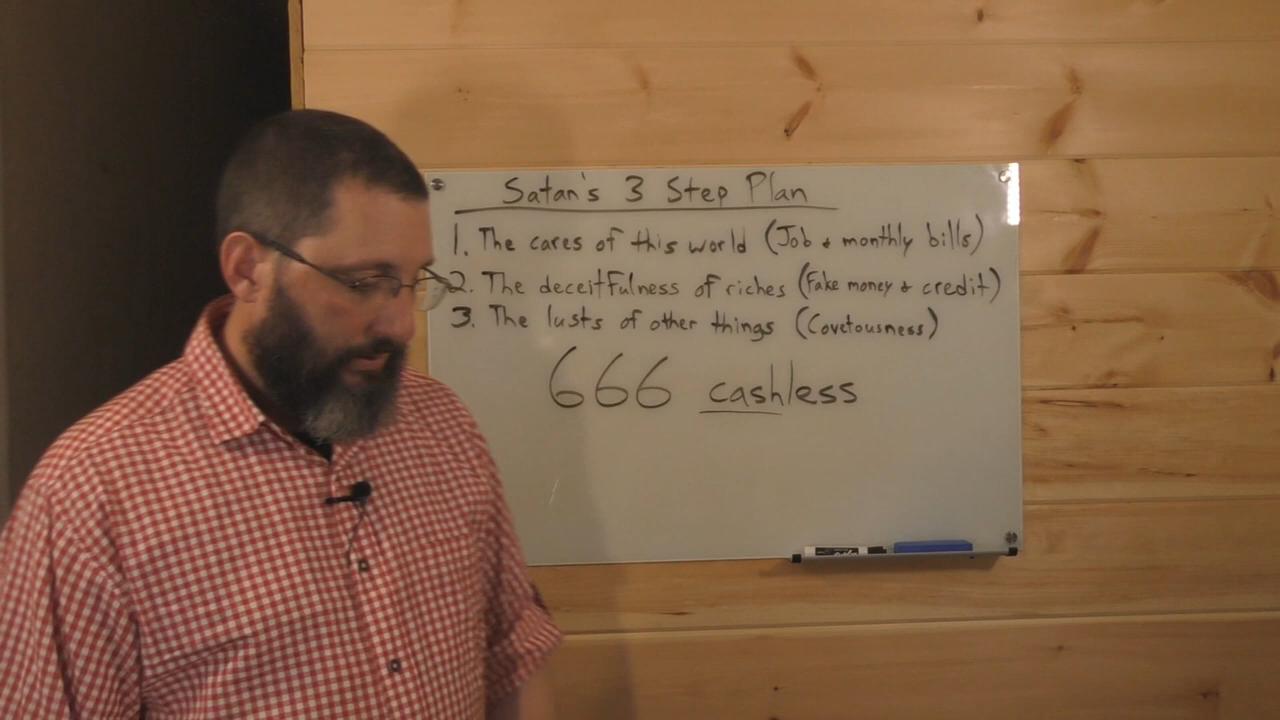 Satan's 3 Step Plan
1. The cares of this world (Job & monthly bills)
2. The deceitfulness of riches (Fake money & credit)
3. The lusts of other things (Covetousness)
666 cashless